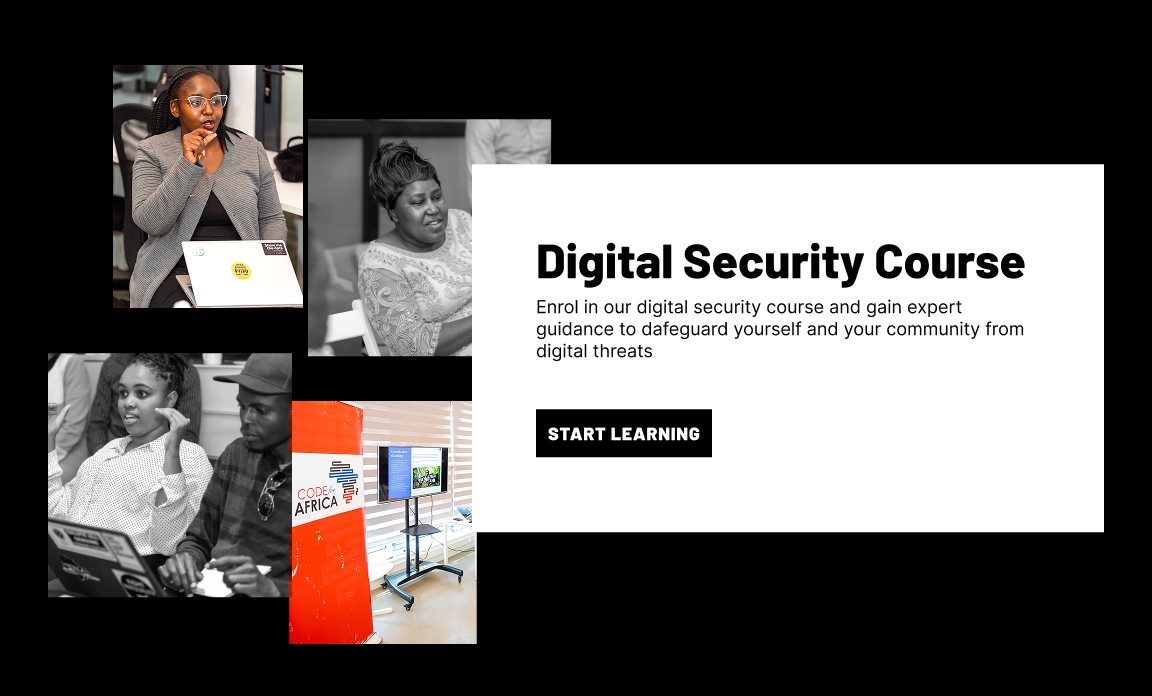 Digital Security Course
Enrol in our digital security course and gain expert
guidance to dafeguard yourself and your community from
digital threats
START LEARNING
CODE for
AFRICA